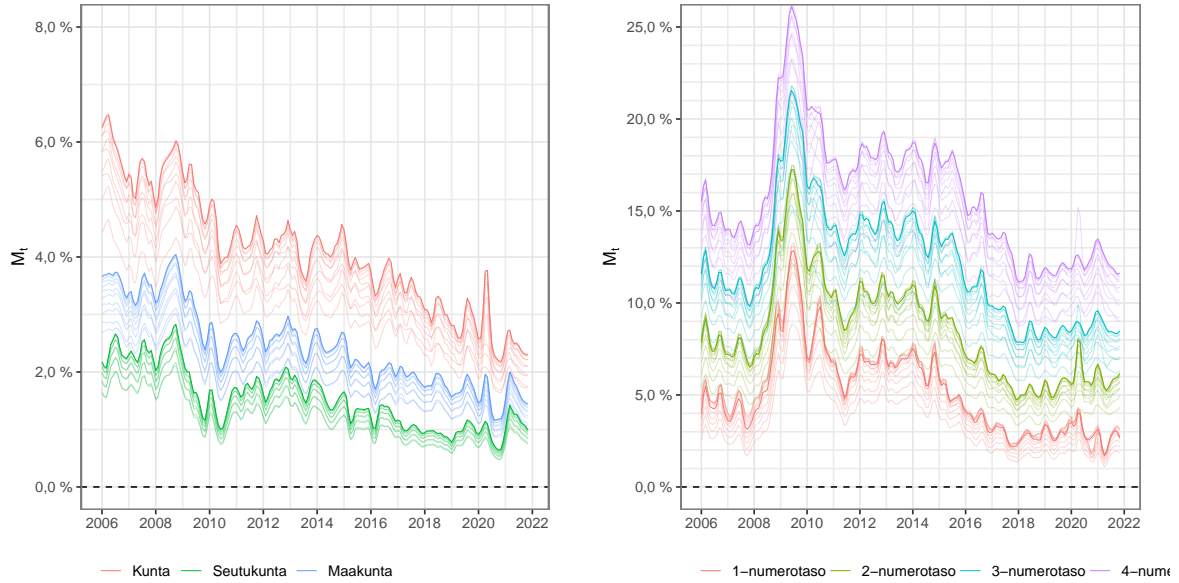 8,0 %
6,0 %
4,0 %
2,0 %
0,0 %
Mt
2006 2008 2010 2012 2014 2016 2018 2020 2022
Kunta Seutukunta Maakunta
25,0 %
20,0 %
15,0 %
10,0 %
5,0 %
0,0 %
Mt
2006 2008 2010 2012 2014 2016 2018 2020 2022
1−numerotaso 2−numerotaso 3−numerotaso 4−nume